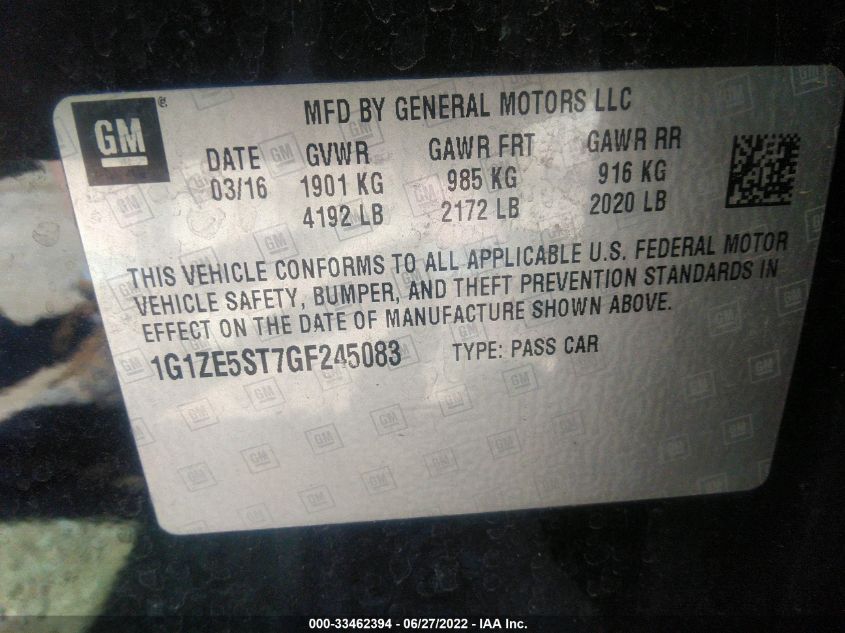 GM
MFD BY GENERAL MOTORS LLC
DATE GVWR GAWR FRT GAWR RR
03/16 1901 KG 985 KG 916 KG
4192 LB 2172 LB 2020 LB
THIS VEHICLE CONFORMS TO ALL APPLICABLE U.S. FEDERAL MOTOR
VEHICLE SAFETY, BUMPER, AND THEFT PREVENTION STANDARDS IN
EFFECT ON THE DATE OF MANUFACTURE SHOWN ABOVE.
1G1ZE5ST7GF245083 TYPE: PASS CAR
000-33462394 - 06/27/2022 - IAA Inc.